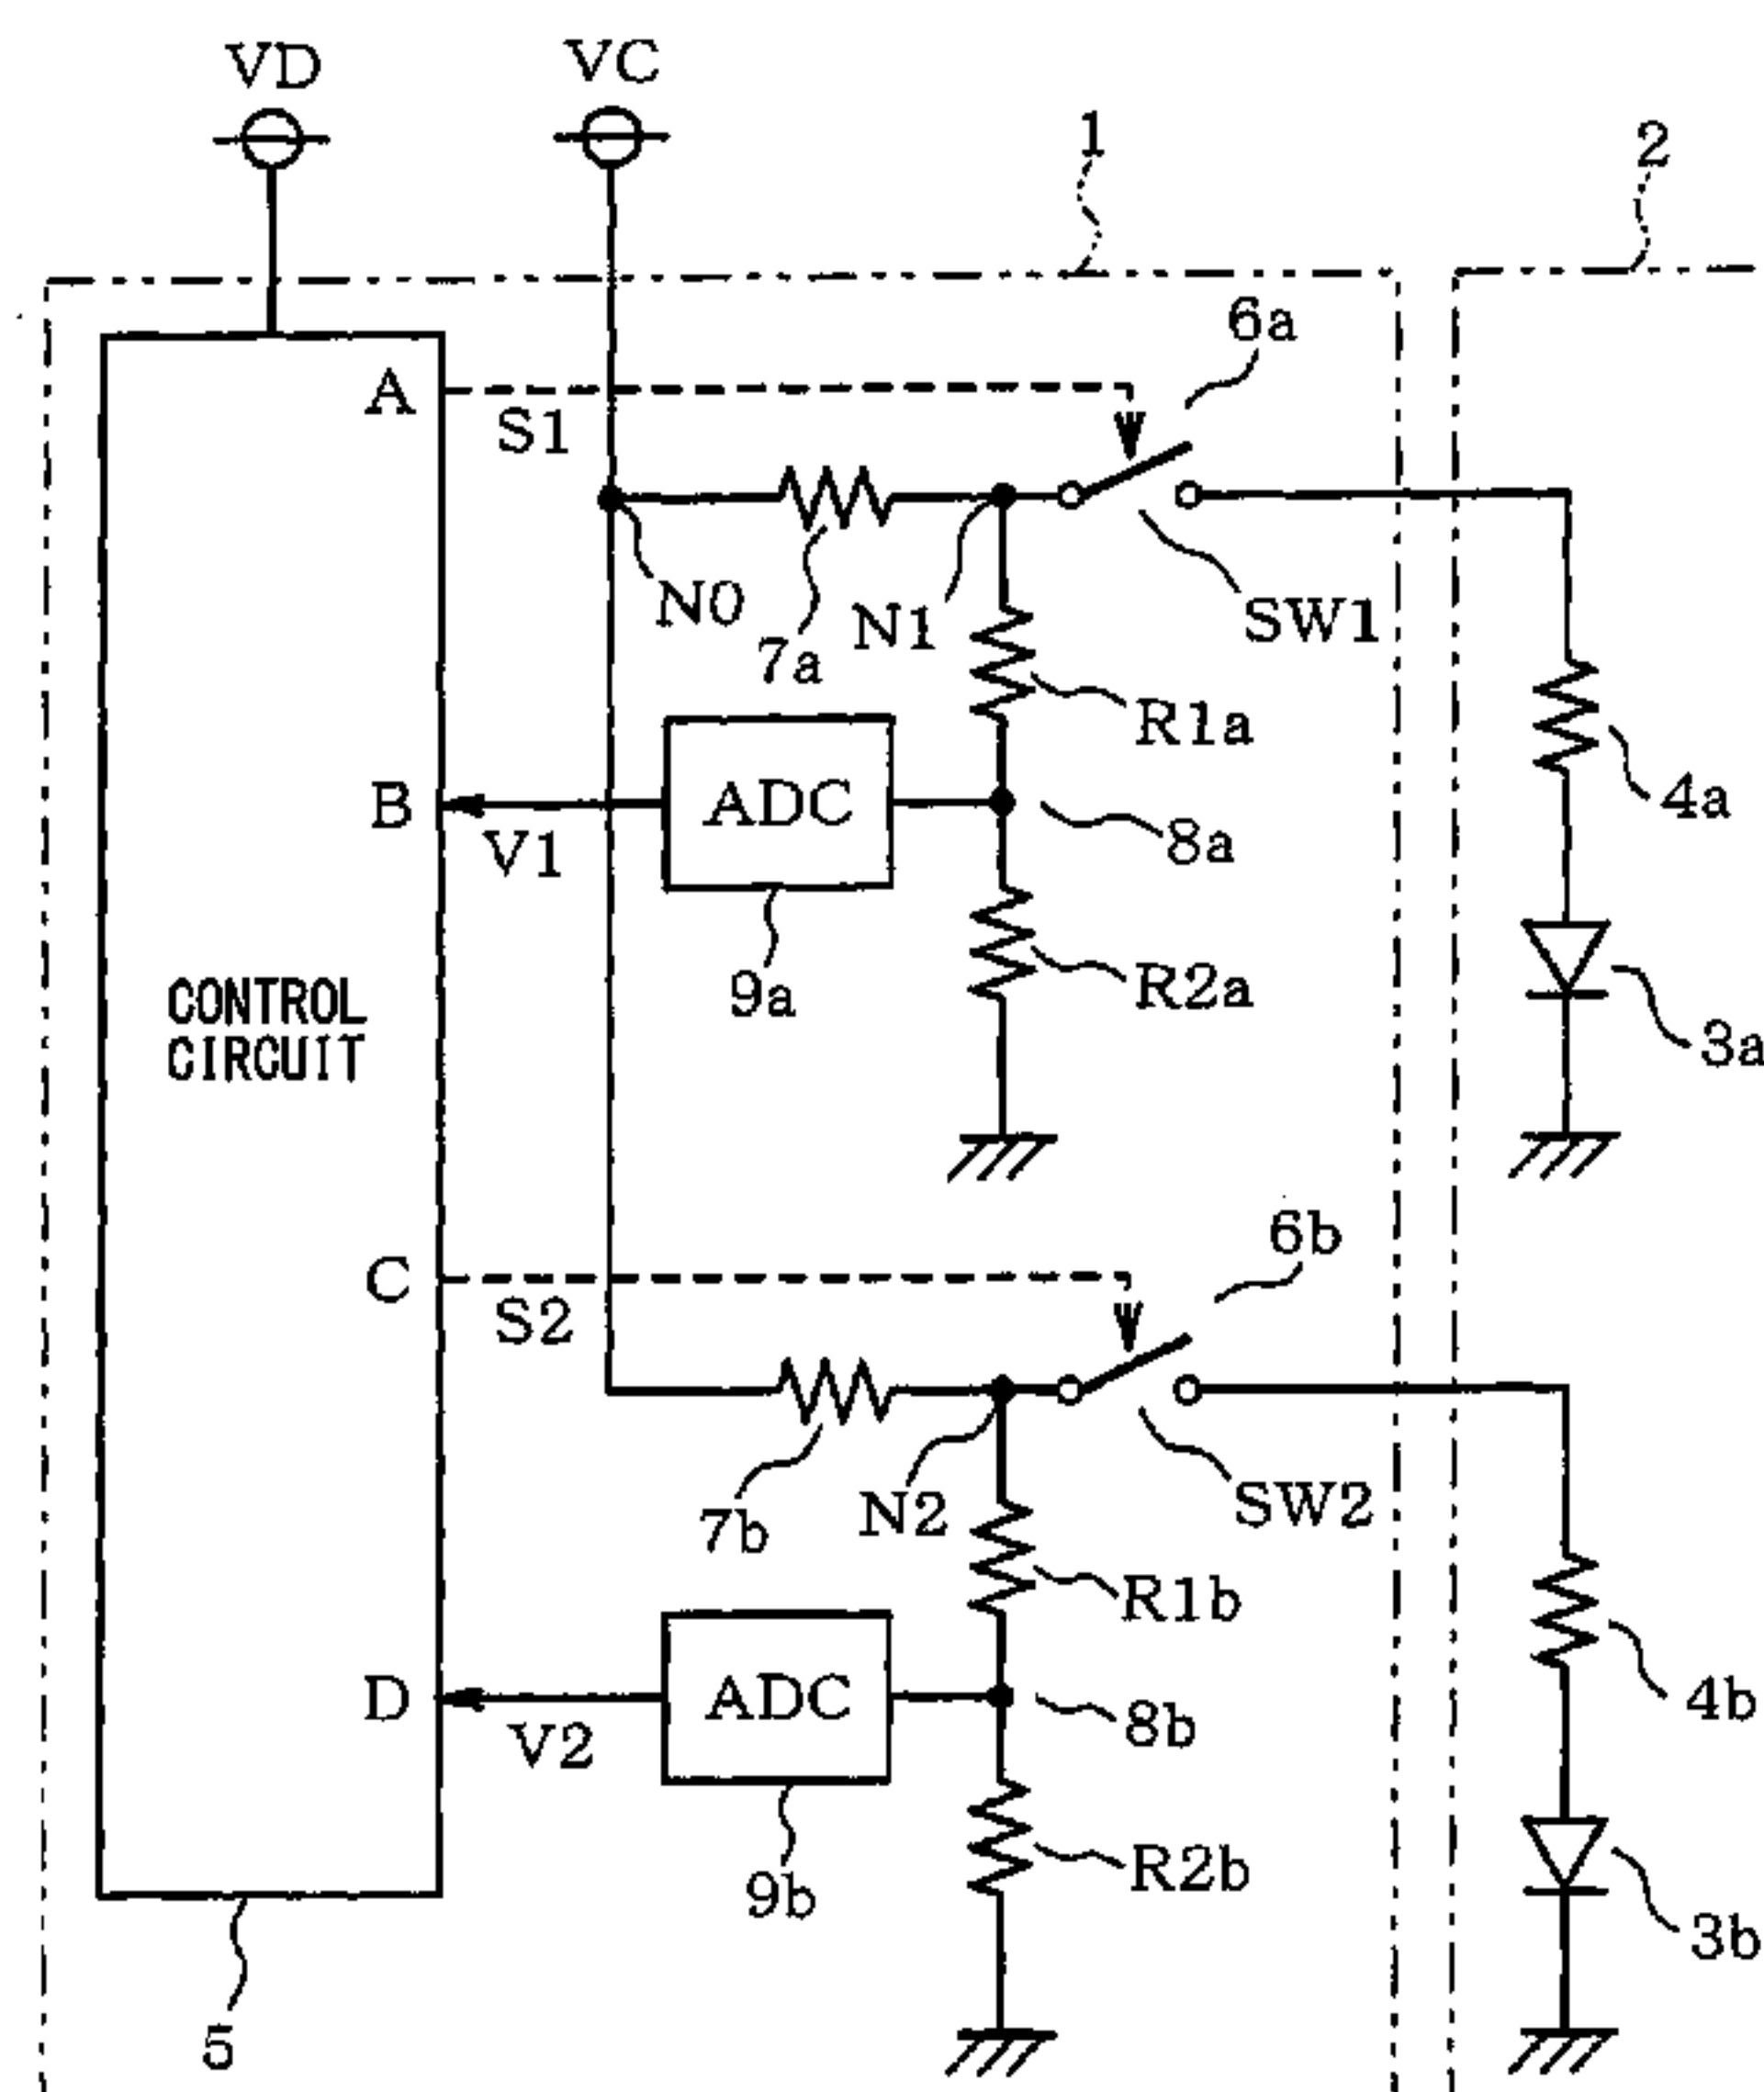 VD
VC
1
2
6a
A
S1
N0
N1
SW1
7a
R1a
4a
B
V1
ADC
8a
9a
R2a
3a
CONTROL
CIRCUIT
6b
C
S2
7b
N2
SW2
R1b
4b
D
V2
ADC
8b
9b
R2b
3b
5